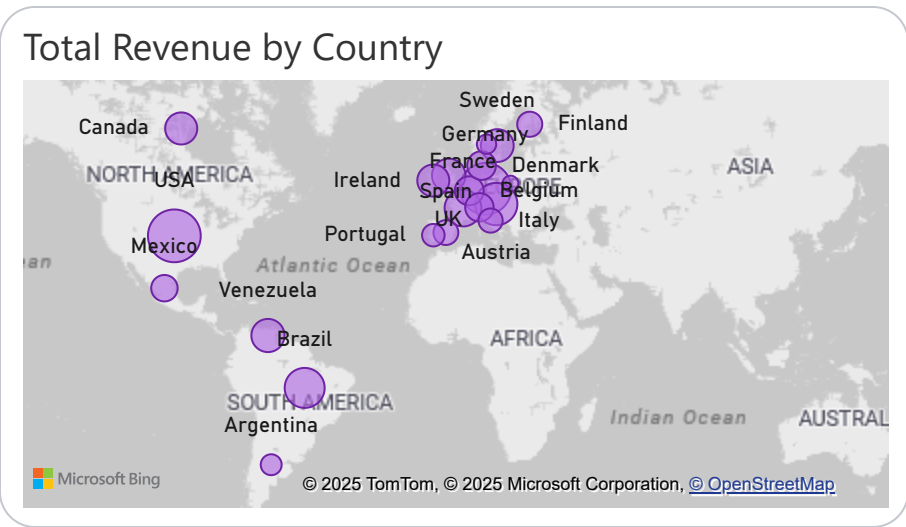 Total Revenue by Country
Sweden
Canada
Finland
Germany
France
Denmark
ASIA
NORTH AMERICA
USA
Ireland
Spain
Belgium
UK
Italy
Portugal
Mexico
Austria
an
Atlantic Ocean
Venezuela
Brazil
AFRICA
SOUTH AMERICA
Indian Ocean
AUSTRAL
Argentina
Microsoft Bing
© 2025 TomTom, © 2025 Microsoft Corporation, © OpenStreetMap